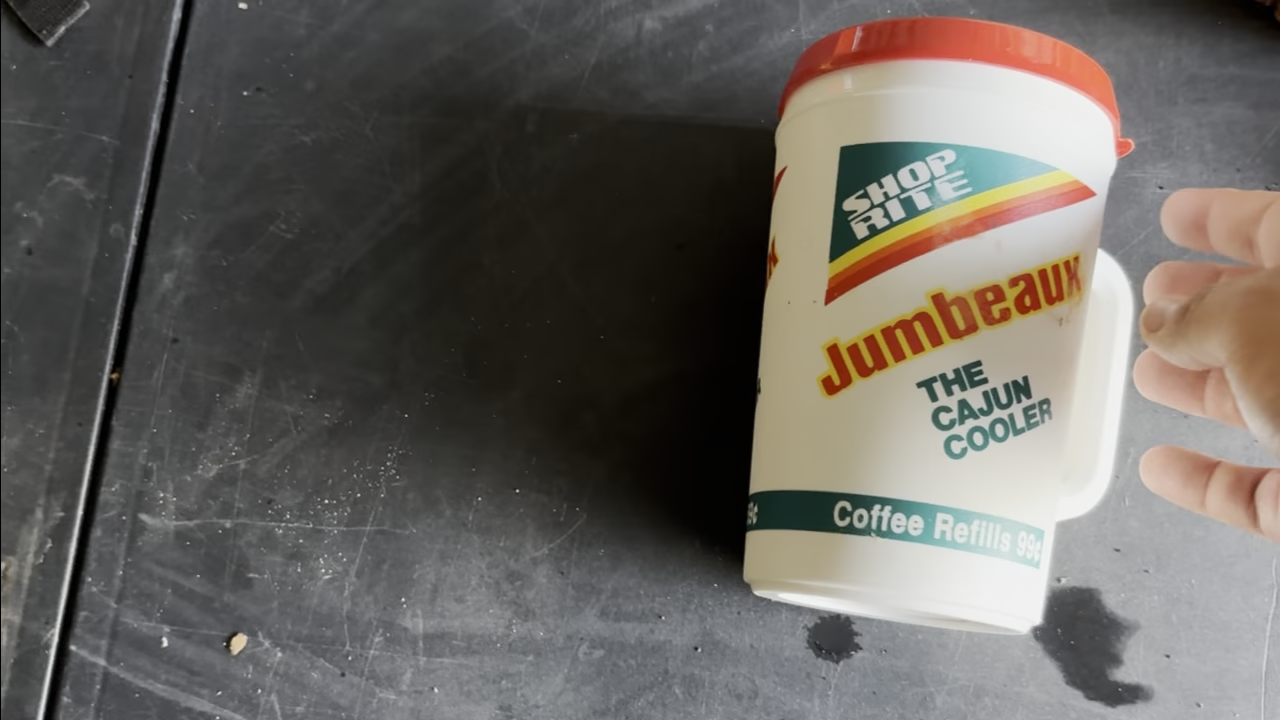 SHOP
RITE
Jumbeaux
THE
CAJUN
COOLER
Coffee Refills 99¢